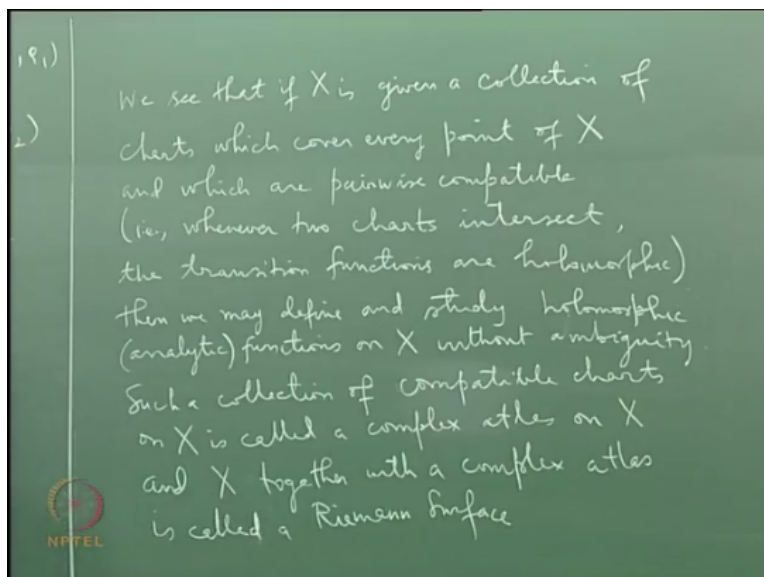 ,φ₁)
₂)
We see that if X is given a collection of
charts which cover every point of X
and which are pairwise compatible
(i.e., whenever two charts intersect,
the transition functions are holomorphic)
then we may define and study holomorphic
(analytic) functions on X without ambiguity.
Such a collection of compatible charts
on X is called a complex atlas on X
and X together with a complex atlas
is called a Riemann Surface
NPTEL